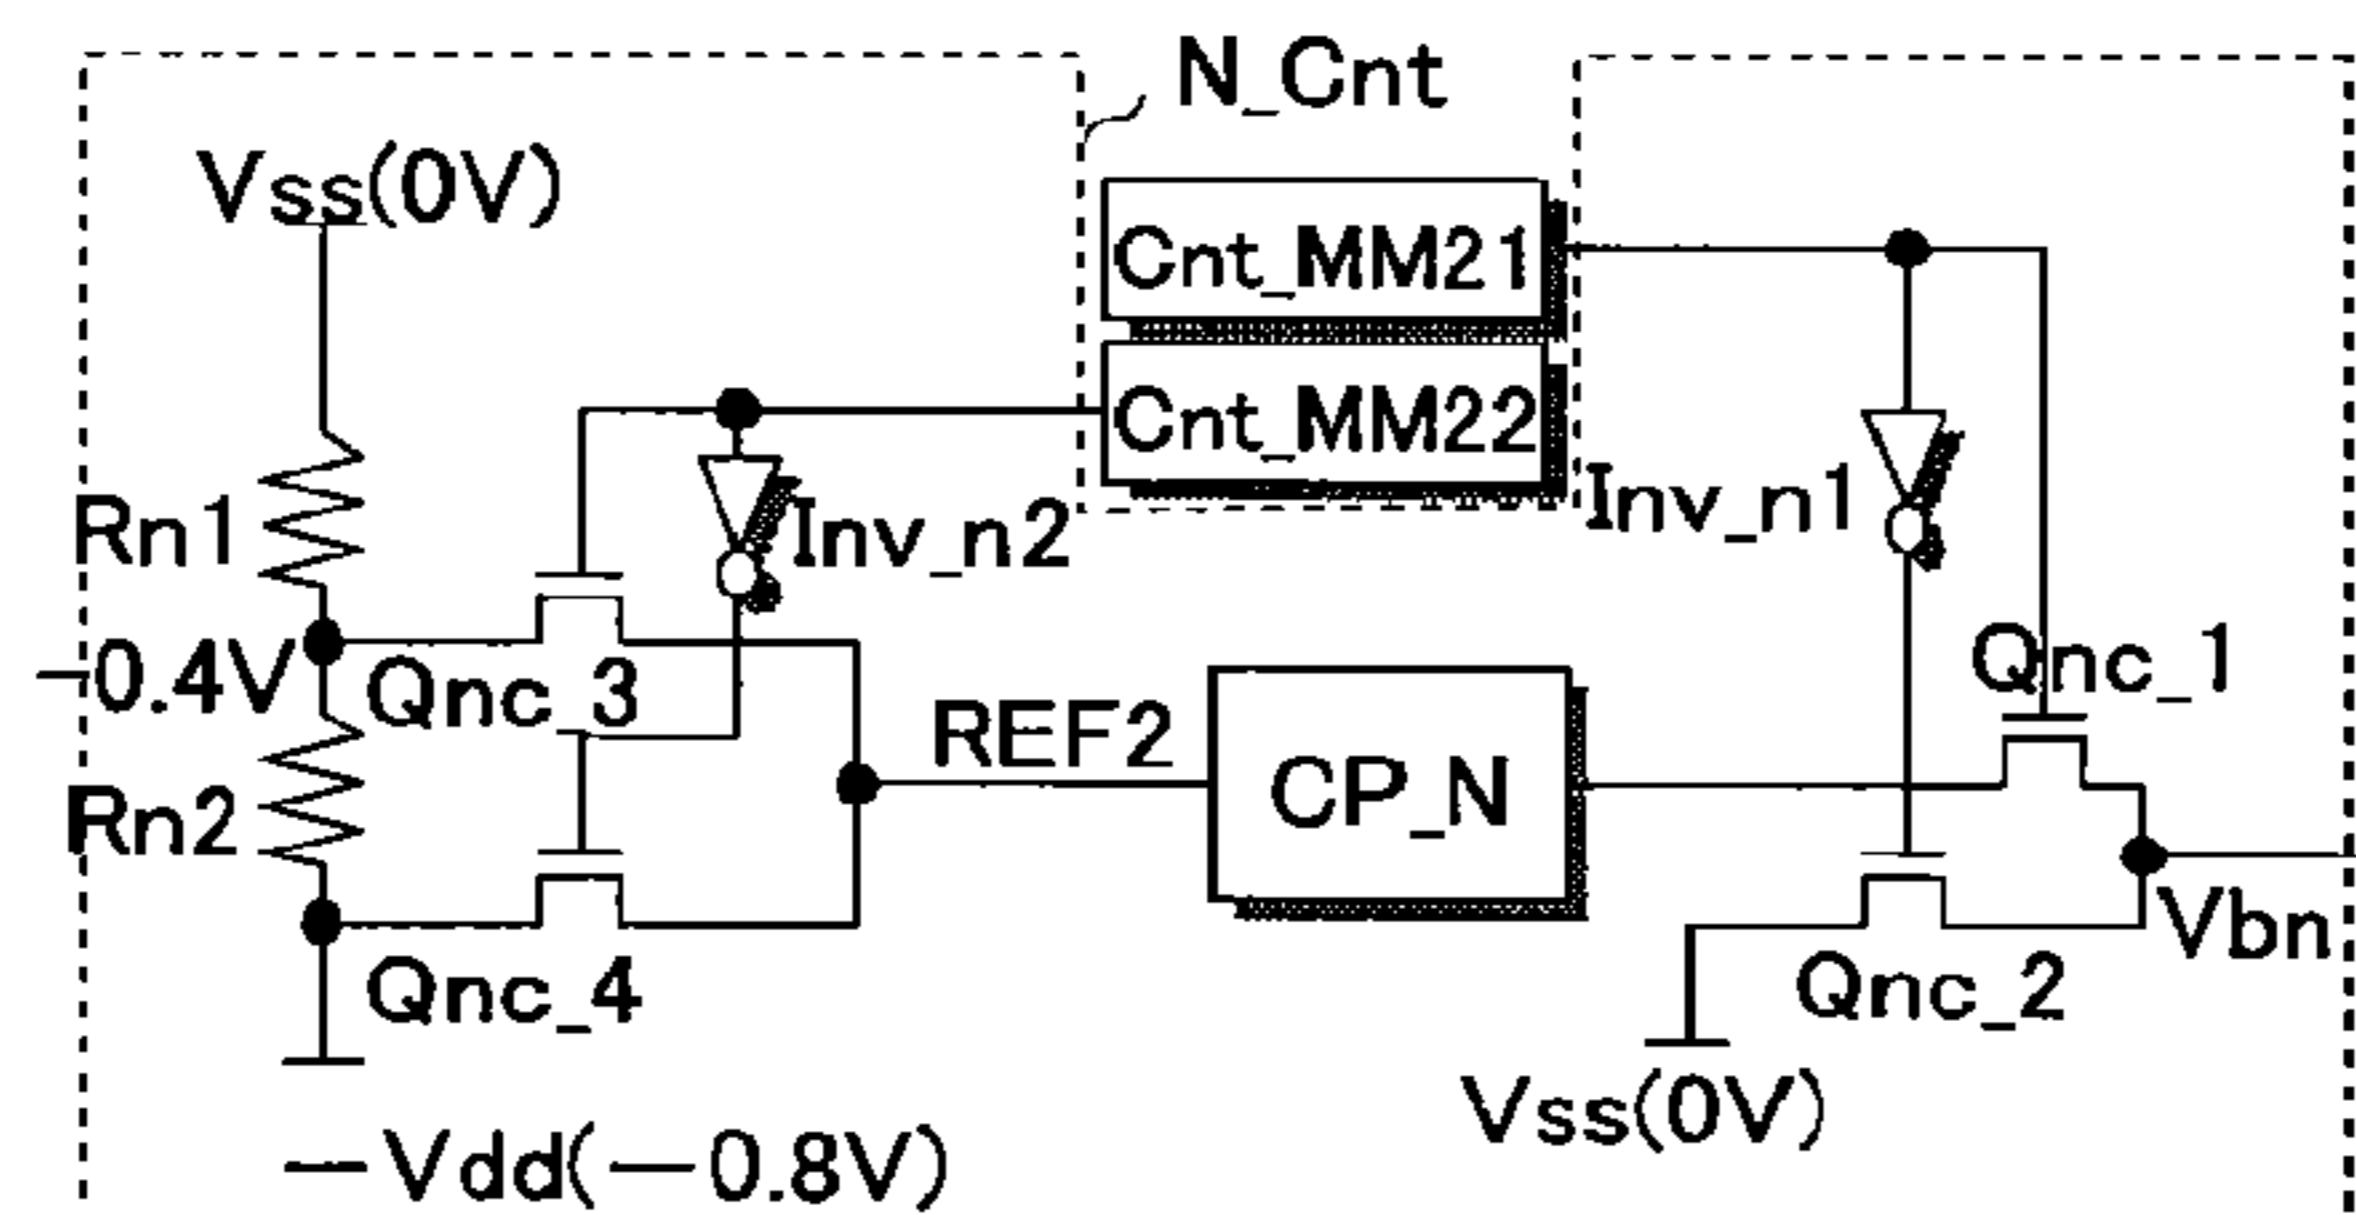 N_Cnt
Vss(0V)
Cnt_MM21
Cnt_MM22
Rn1
Inv_n2
Inv_n1
-0.4V
Qnc_3
Qnc_1
REF2
CP_N
Rn2
Vbn
Qnc_4
Qnc_2
Vss(0V)
-Vdd(-0.8V)